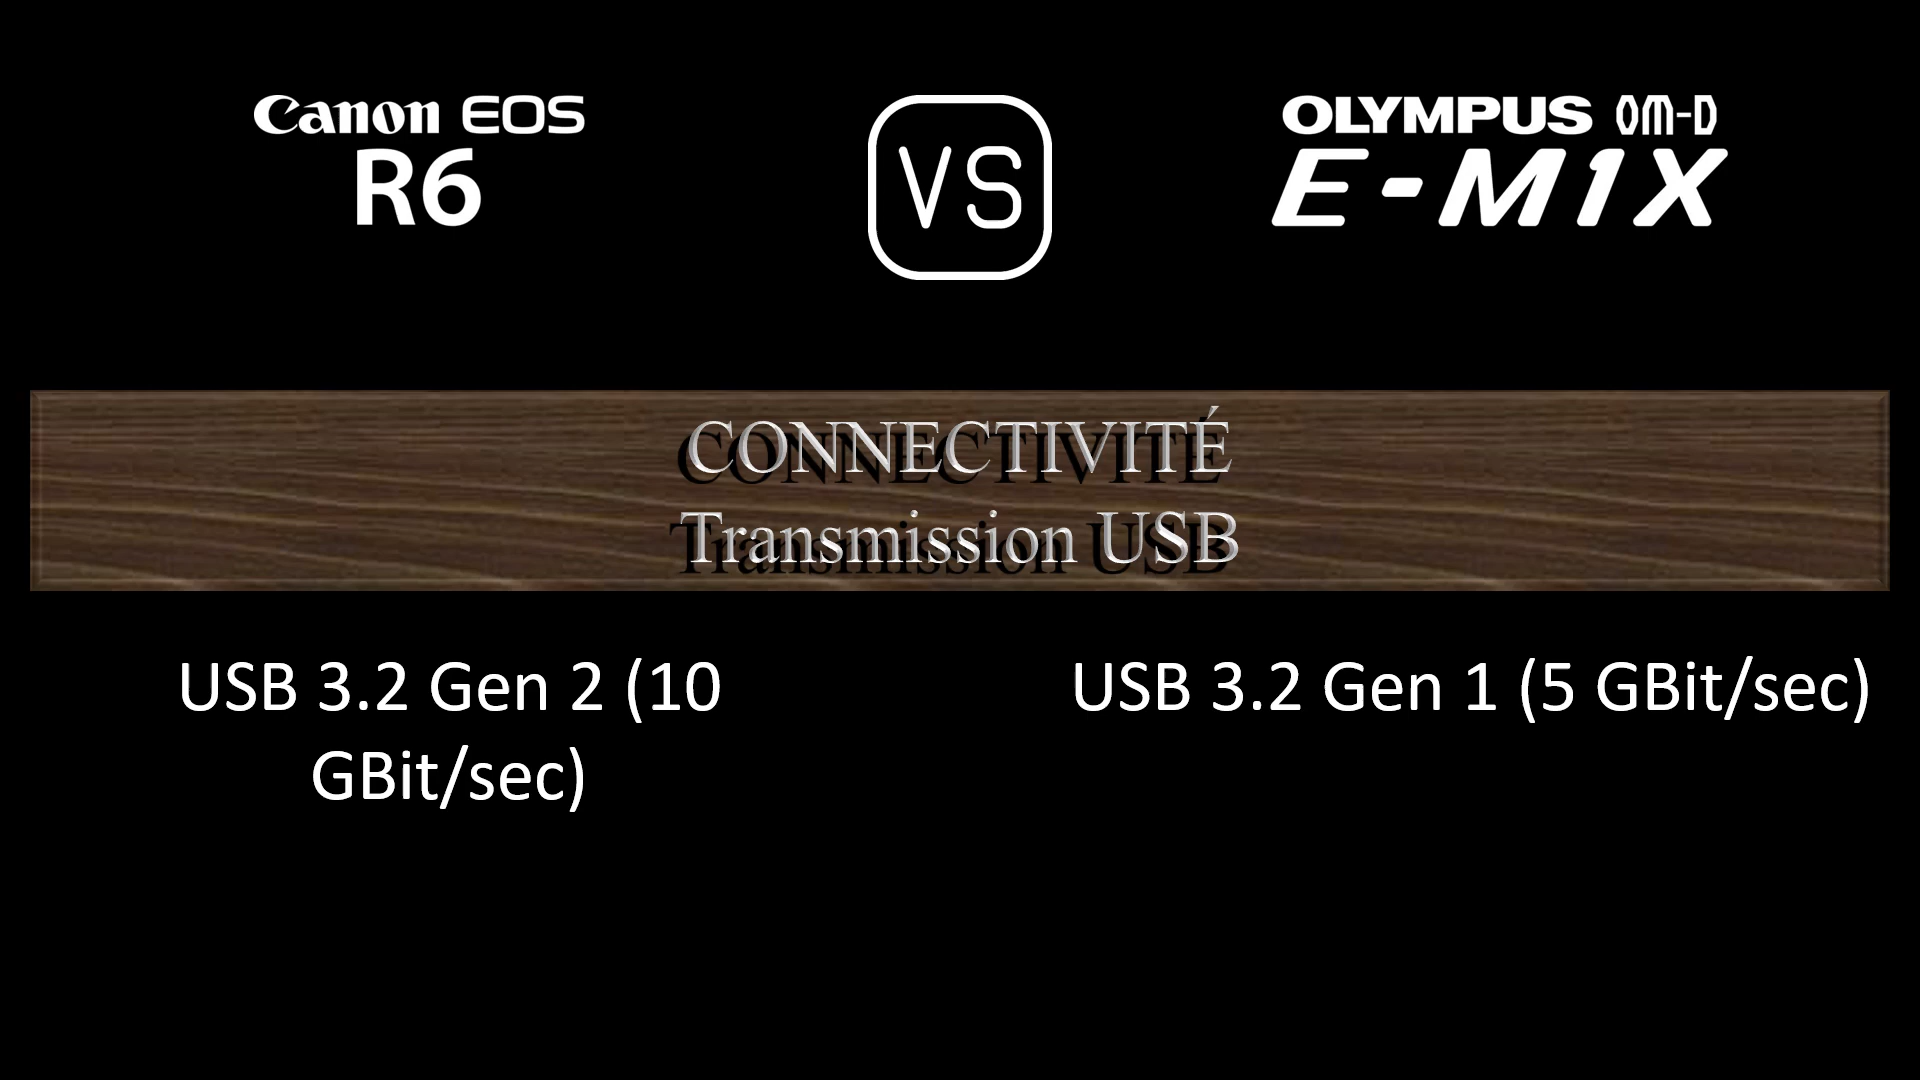 Canon EOS
R6
VS
OLYMPUS OM-D
E-M1X
CONNECTIVITÉ
Transmission USB
USB 3.2 Gen 2 (10
GBit/sec)
USB 3.2 Gen 1 (5 GBit/sec)